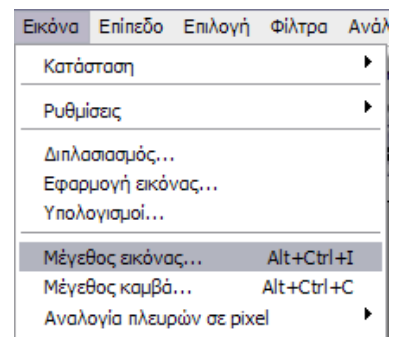 Εικόνα Επίπεδο Επιλογή Φίλτρα
Κατάσταση
Ρυθμίσεις
Διπλασιασμός...
Εφαρμογή εικόνας...
Υπολογισμοί...
Μέγεθος εικόνας... Alt+Ctrl+I
Μέγεθος καμβά... Alt+Ctrl+C
Αναλογία πλευρών σε pixel